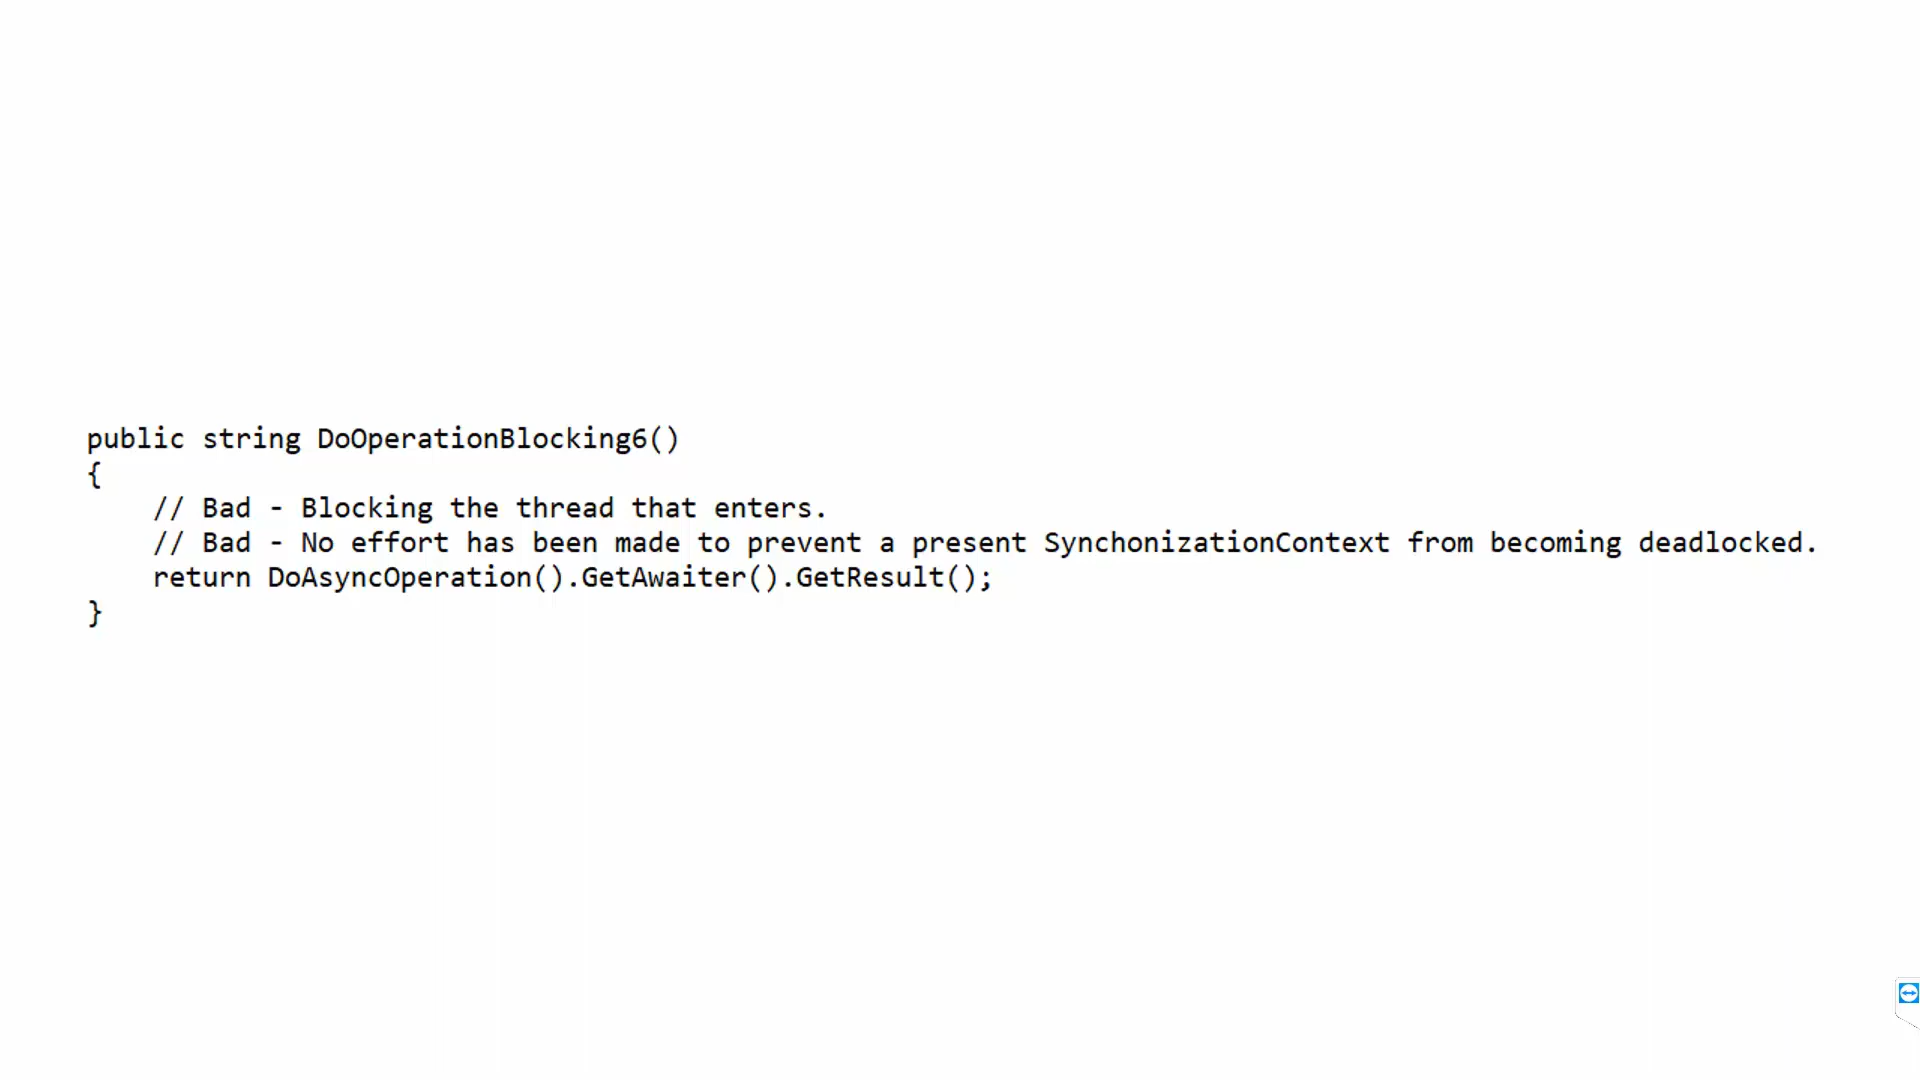 public string DoOperationBlocking6()
{
    // Bad - Blocking the thread that enters.
    // Bad - No effort has been made to prevent a present SynchonizationContext from becoming deadlocked.
    return DoAsyncOperation().GetAwaiter().GetResult();
}